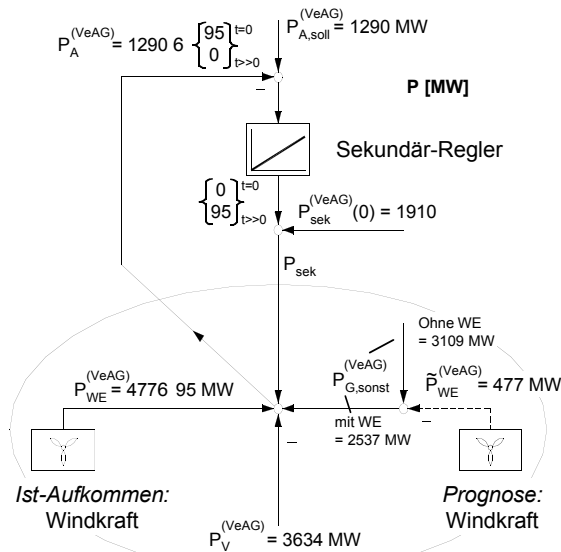 P_A^(VeAG) = 1290 6 {95 0} t=0 t>>0
P_A,soll^(VeAG) = 1290 MW
–
P [MW]
Sekundär-Regler
{0 95} t=0 t>>0
P_sek^(VeAG)(0) = 1910
P_sek
Ohne WE
= 3109 MW
P_WE^(VeAG) = 4776 95 MW
P_G,sonst^(VeAG)
P̃_WE^(VeAG) = 477 MW
mit WE
= 2537 MW
–
–
Ist-Aufkommen:
Windkraft
Prognose:
Windkraft
P_V^(VeAG) = 3634 MW